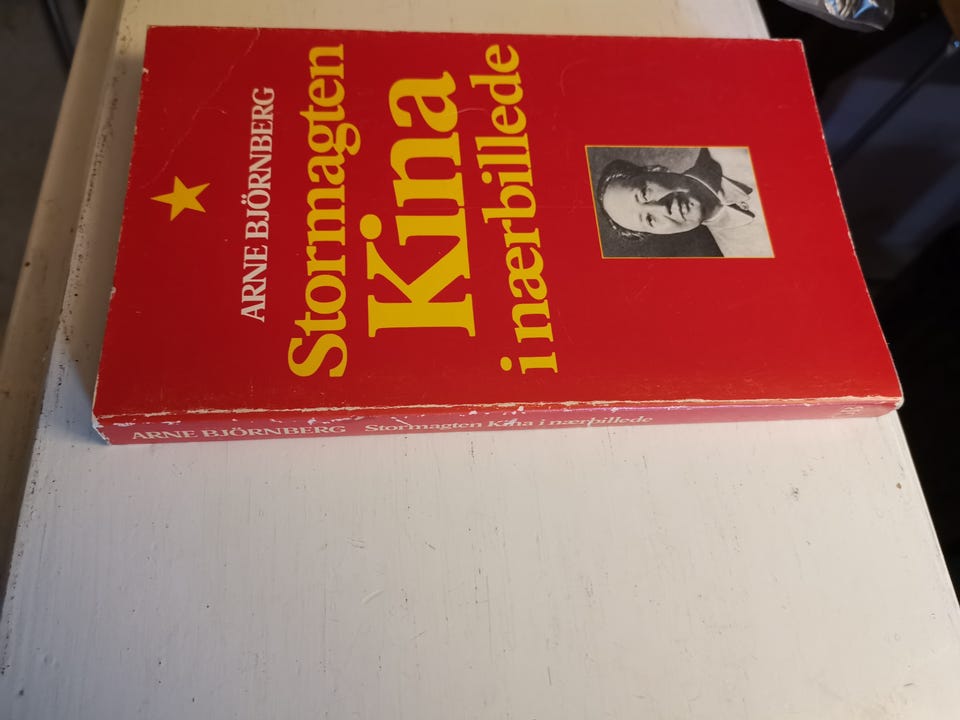 ARNE BJÖRNBERG
Stormagten
Kina
i nærbillede
ARNE BJÖRNBERG Stormagten Kina i nærbillede